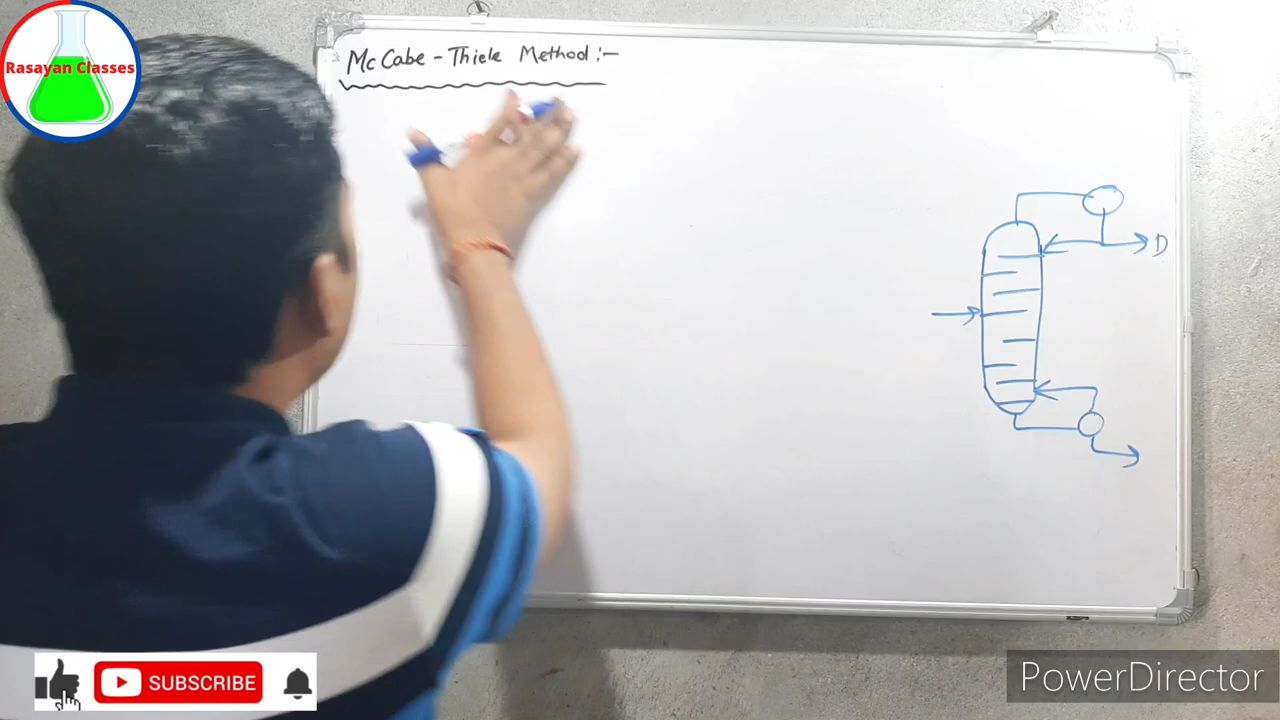 Rasayan Classes
Mc Cabe - Thiele Method :-
D
SUBSCRIBE
PowerDirector